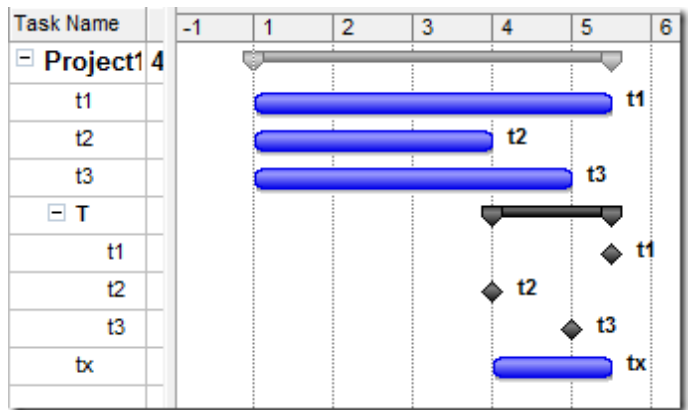 Task Name -1 1 2 3 4 5 6
Project1 4
t1 t1
t2 t2
t3 t3
T
t1 t1
t2 t2
t3 t3
tx tx